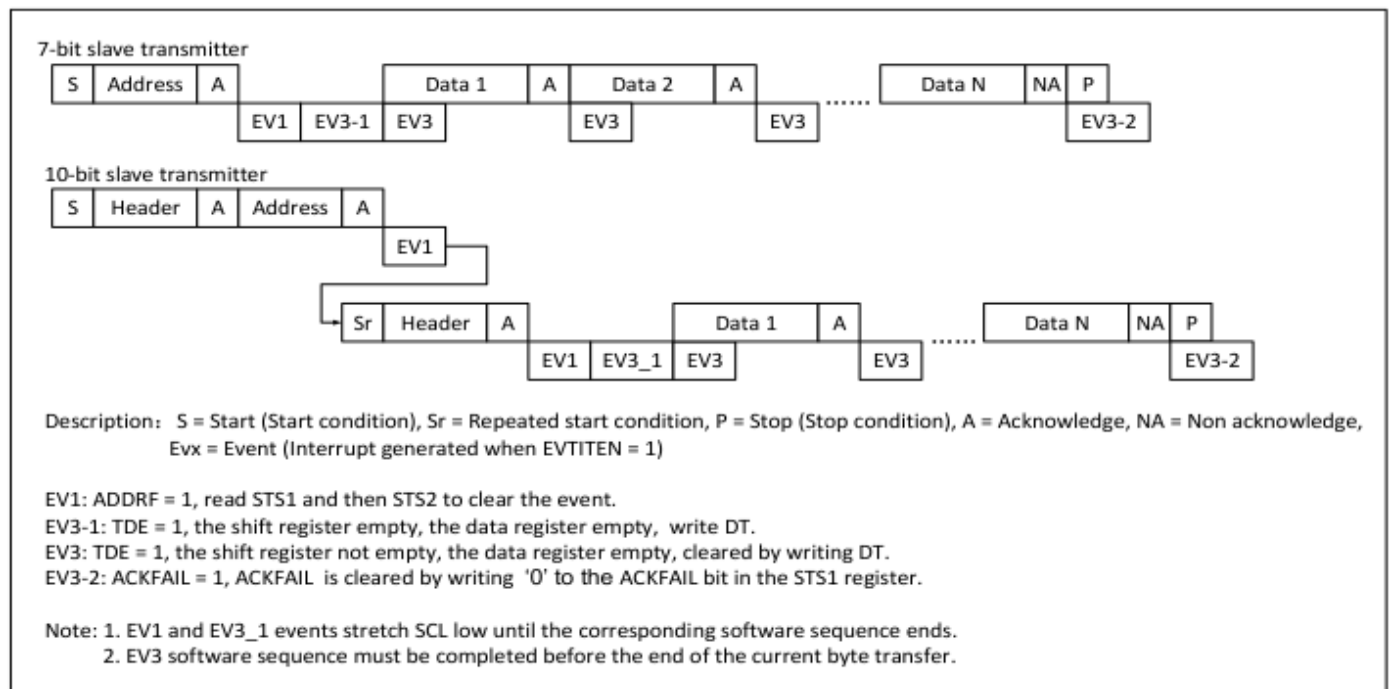 7-bit slave transmitter
S Address A Data 1 A Data 2 A ...... Data N NA P
EV1 EV3-1 EV3 EV3 EV3 EV3-2
10-bit slave transmitter
S Header A Address A
EV1
Sr Header A Data 1 A ...... Data N NA P
EV1 EV3_1 EV3 EV3 EV3-2
Description: S = Start (Start condition), Sr = Repeated start condition, P = Stop (Stop condition), A = Acknowledge, NA = Non acknowledge,
Evx = Event (Interrupt generated when EVTITEN = 1)
EV1: ADDRF = 1, read STS1 and then STS2 to clear the event.
EV3-1: TDE = 1, the shift register empty, the data register empty, write DT.
EV3: TDE = 1, the shift register not empty, the data register empty, cleared by writing DT.
EV3-2: ACKFAIL = 1, ACKFAIL is cleared by writing '0' to the ACKFAIL bit in the STS1 register.
Note: 1. EV1 and EV3_1 events stretch SCL low until the corresponding software sequence ends.
2. EV3 software sequence must be completed before the end of the current byte transfer.